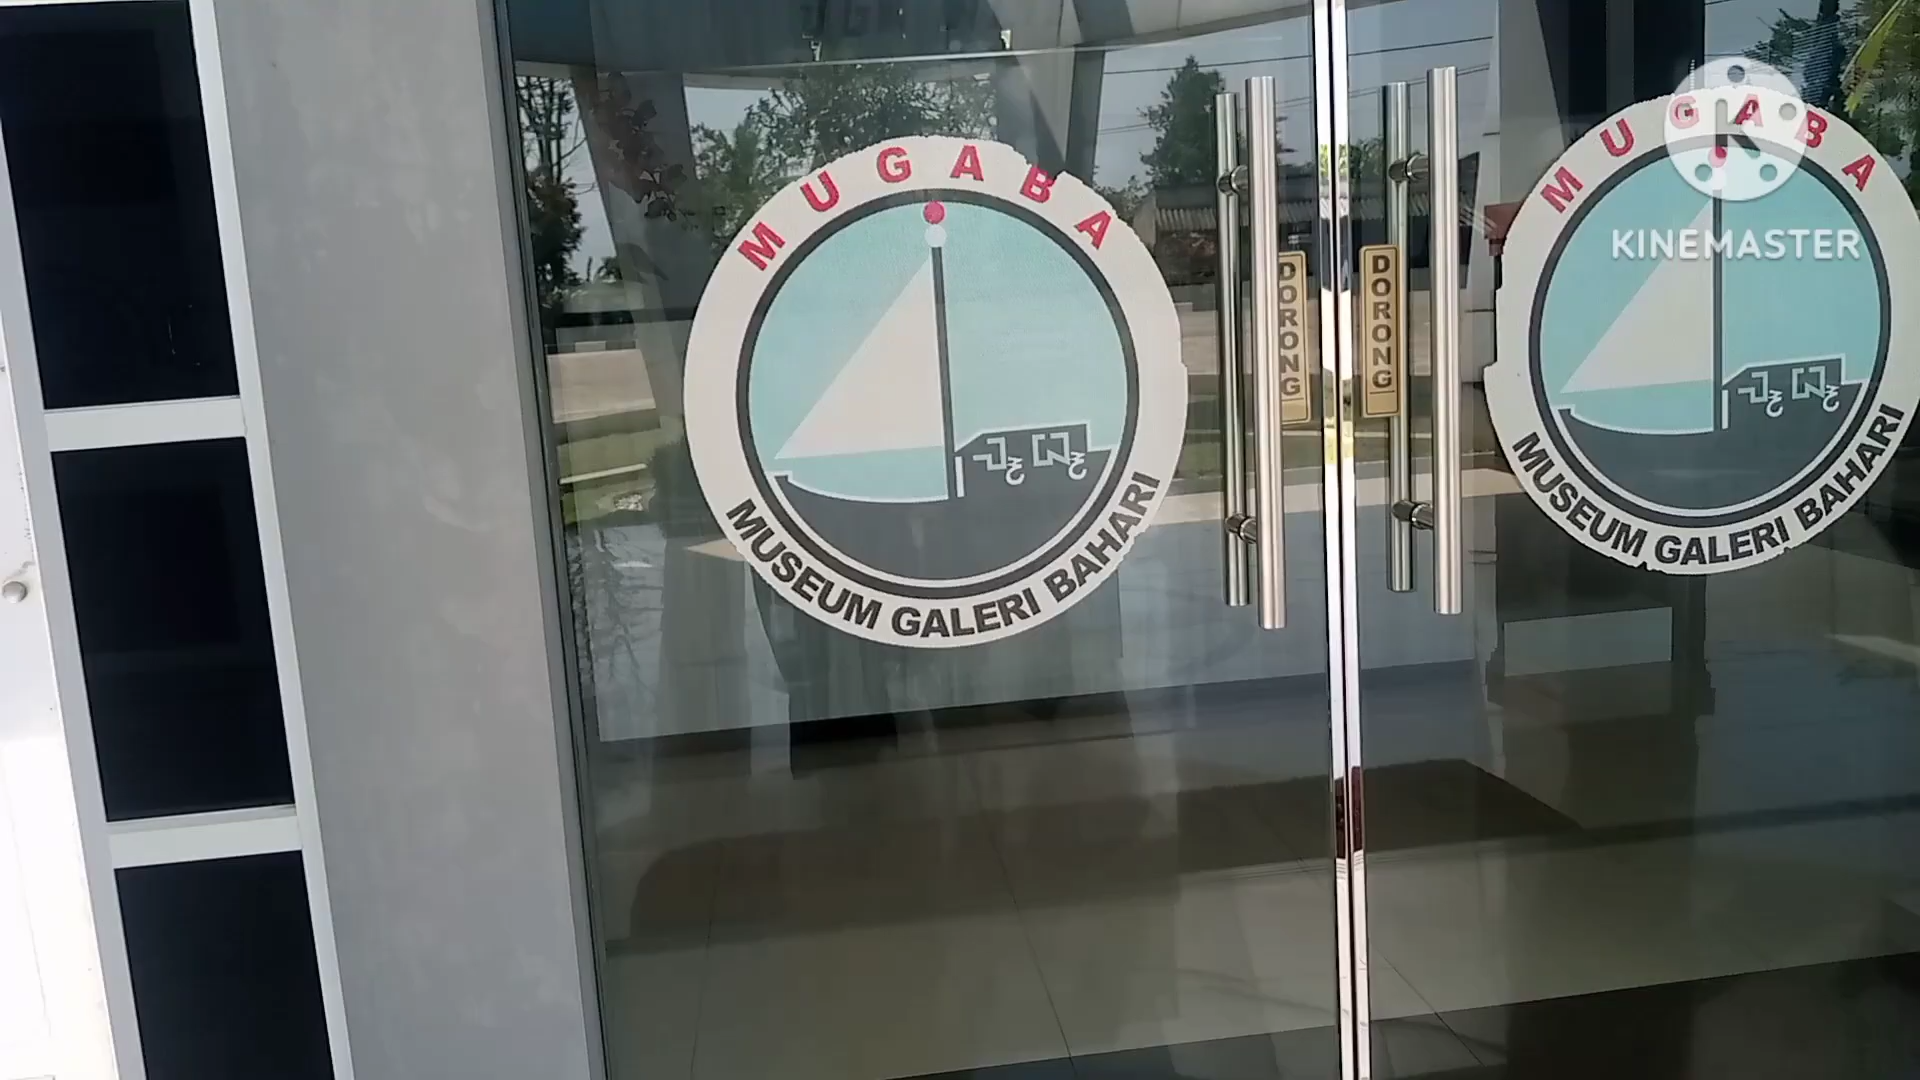 MUGABA
MUSEUM GALERI BAHARI
DORONG
DORONG
MUGABA
MUSEUM GALERI BAHARI
K
KINEMASTER